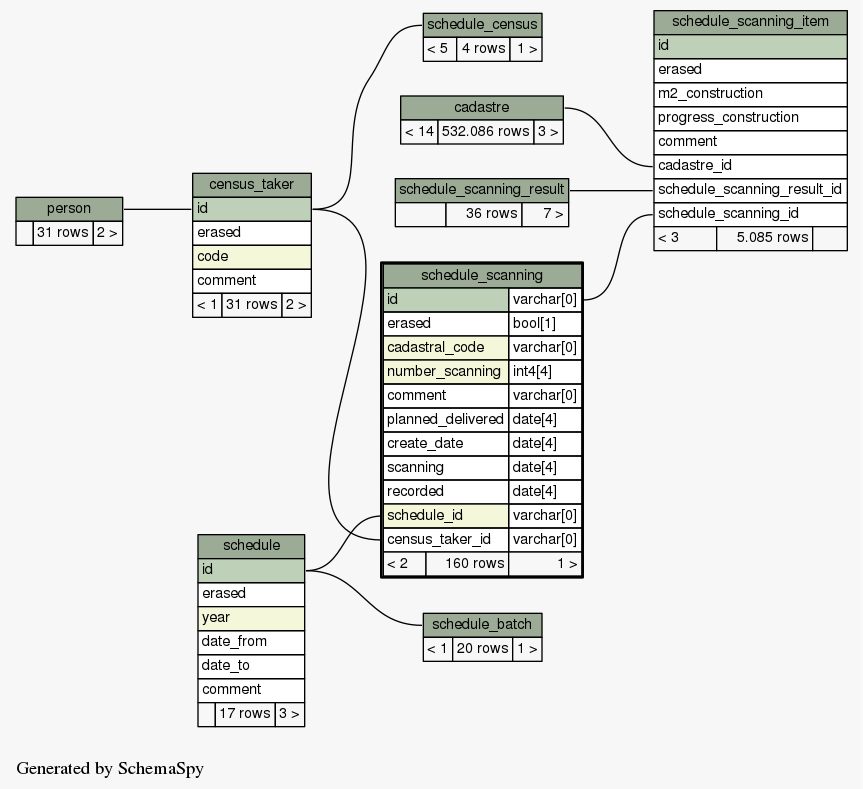 schedule_census
< 5 4 rows 1 >
schedule_scanning_item
id
erased
m2_construction
progress_construction
comment
cadastre_id
schedule_scanning_result_id
schedule_scanning_id
< 3 5.085 rows
cadastre
< 14 532.086 rows 3 >
schedule_scanning_result
36 rows 7 >
census_taker
id
erased
code
comment
< 1 31 rows 2 >
person
31 rows 2 >
schedule_scanning
id varchar[0]
erased bool[1]
cadastral_code varchar[0]
number_scanning int4[4]
comment varchar[0]
planned_delivered date[4]
create_date date[4]
scanning date[4]
recorded date[4]
schedule_id varchar[0]
census_taker_id varchar[0]
< 2 160 rows 1 >
schedule
id
erased
year
date_from
date_to
comment
17 rows 3 >
schedule_batch
< 1 20 rows 1 >
Generated by SchemaSpy